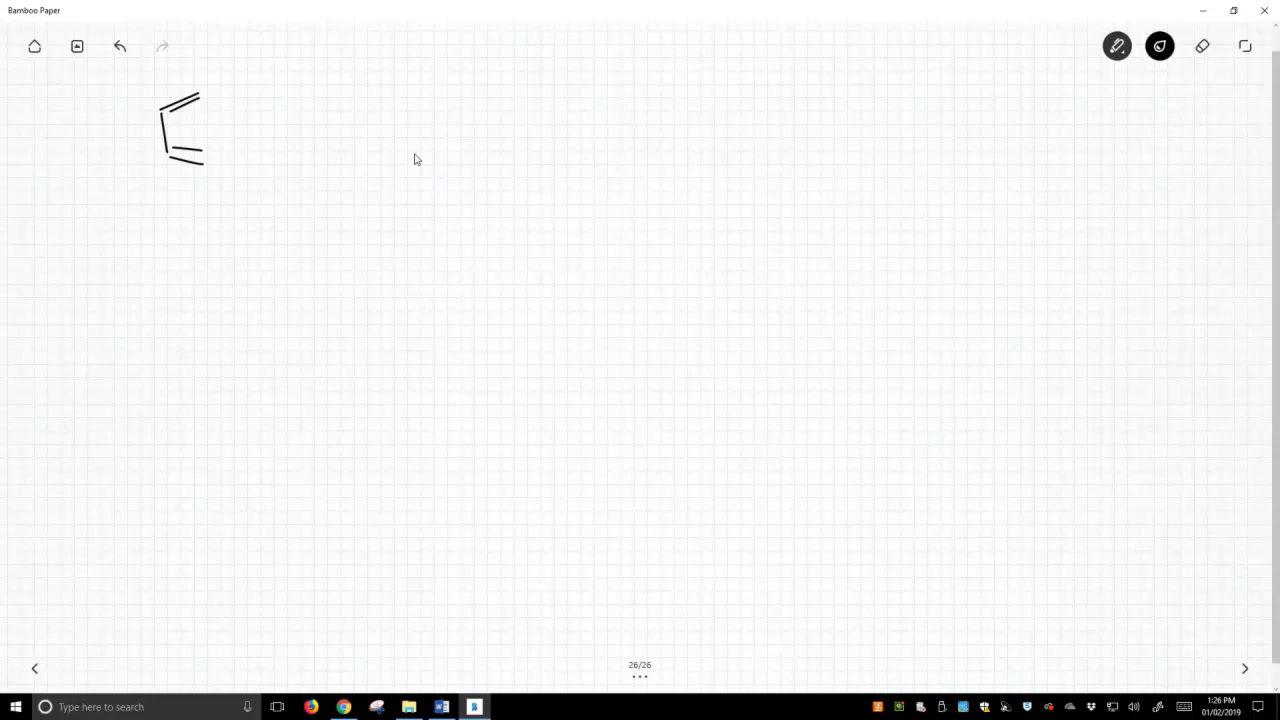 Bamboo Paper
26/26
Type here to search
1:26 PM
01/02/2019